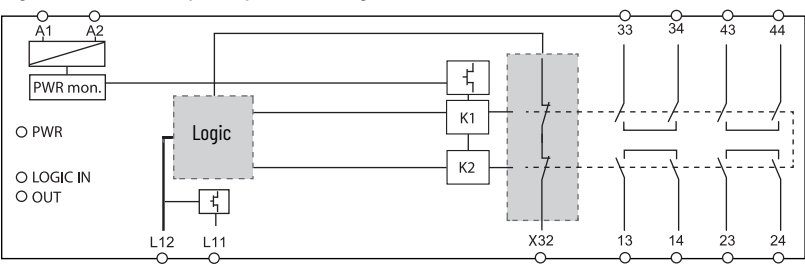 A1 A2 33 34 43 44
PWR mon.
K1
PWR
Logic
K2
LOGIC IN
OUT
L12 L11 X32 13 14 23 24